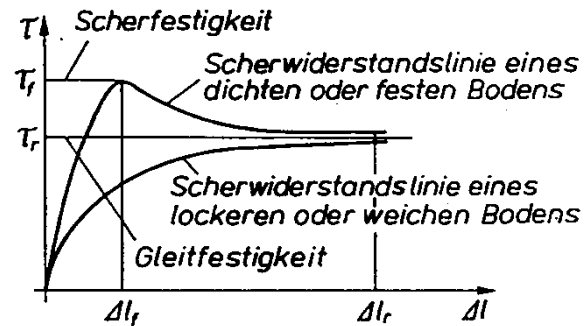 τ
Scherfestigkeit
τf
Scherwiderstandslinie eines
dichten oder festen Bodens
τr
Scherwiderstandslinie eines
lockeren oder weichen Bodens
Gleitfestigkeit
Δlf
Δlr
Δl